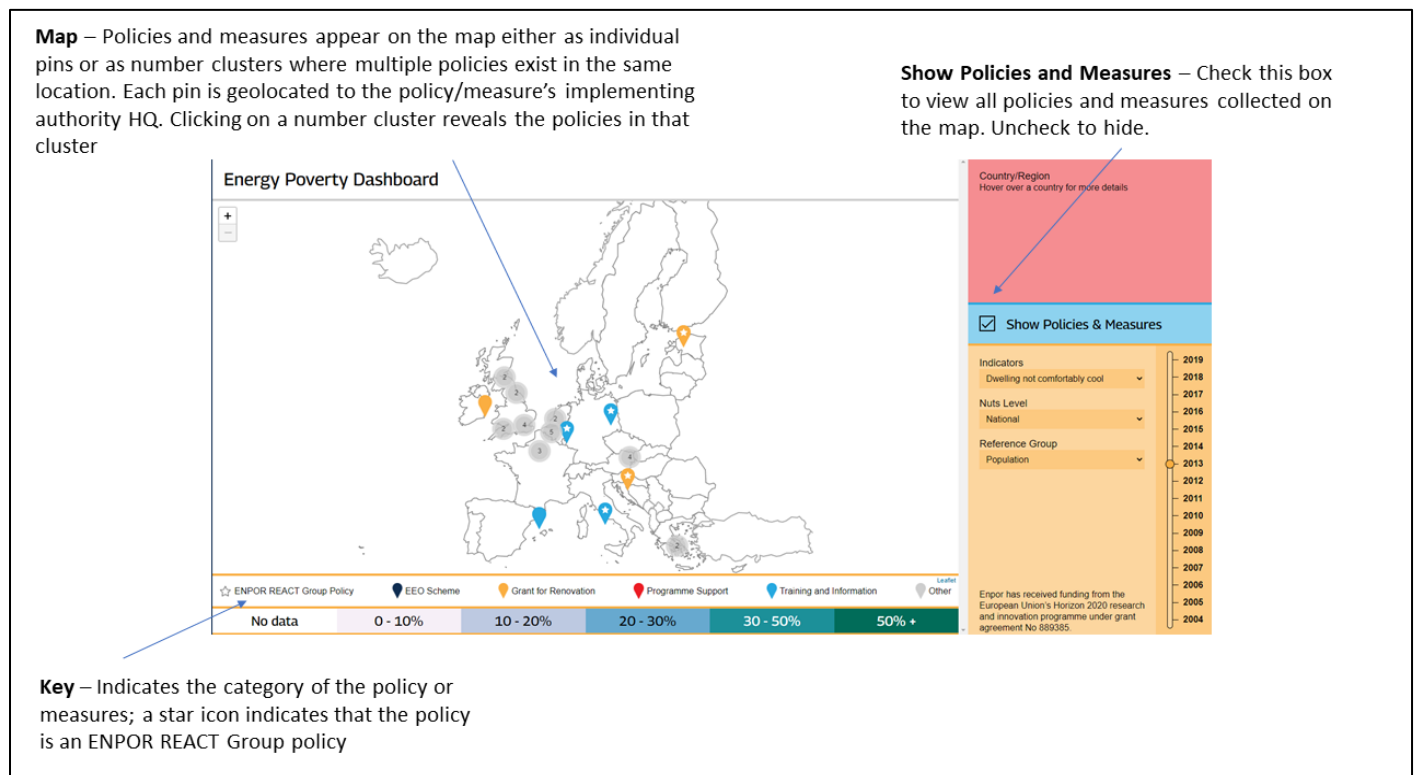 Map – Policies and measures appear on the map either as individual
pins or as number clusters where multiple policies exist in the same
location. Each pin is geolocated to the policy/measure’s implementing
authority HQ. Clicking on a number cluster reveals the policies in that
cluster
Show Policies and Measures – Check this box
to view all policies and measures collected on
the map. Uncheck to hide.
Energy Poverty Dashboard
+
−
2
2
2
4
2
5
3
4
2
Leaflet
ENPOR REACT Group Policy
EEO Scheme
Grant for Renovation
Programme Support
Training and Information
Other
No data
0 - 10%
10 - 20%
20 - 30%
30 - 50%
50% +
Country/Region
Hover over a country for more details
Show Policies & Measures
Indicators
Dwelling not comfortably cool
Nuts Level
National
Reference Group
Population
2019
2018
2017
2016
2015
2014
2013
2012
2011
2010
2009
2008
2007
2006
2005
2004
Enpor has received funding from the
European Union's Horizon 2020 research
and innovation programme under grant
agreement No 889385.
Key – Indicates the category of the policy or
measures; a star icon indicates that the policy
is an ENPOR REACT Group policy